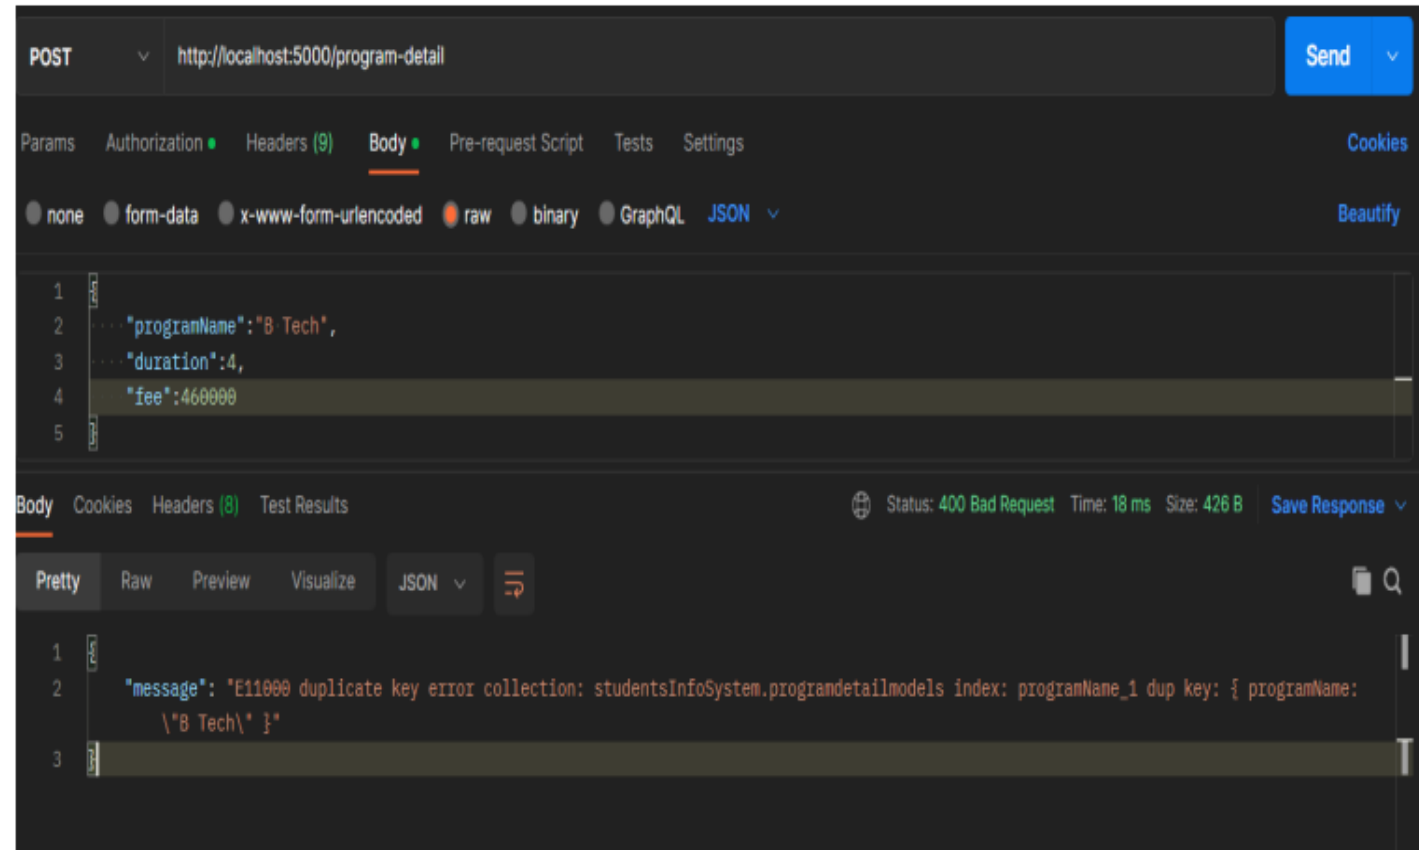 POST http://localhost:5000/program-detail Send
Params Authorization Headers (9) Body Pre-request Script Tests Settings Cookies
none form-data x-www-form-urlencoded raw binary GraphQL JSON Beautify
1 {
2 "programName":"B Tech",
3 "duration":4,
4 "fee":460000
5 }
Body Cookies Headers (8) Test Results Status: 400 Bad Request Time: 18 ms Size: 426 B Save Response
Pretty Raw Preview Visualize JSON
1 {
2 "message": "E11000 duplicate key error collection: studentsInfoSystem.programdetailmodels index: programName_1 dup key: { programName:
\"B Tech\" }"
3 }